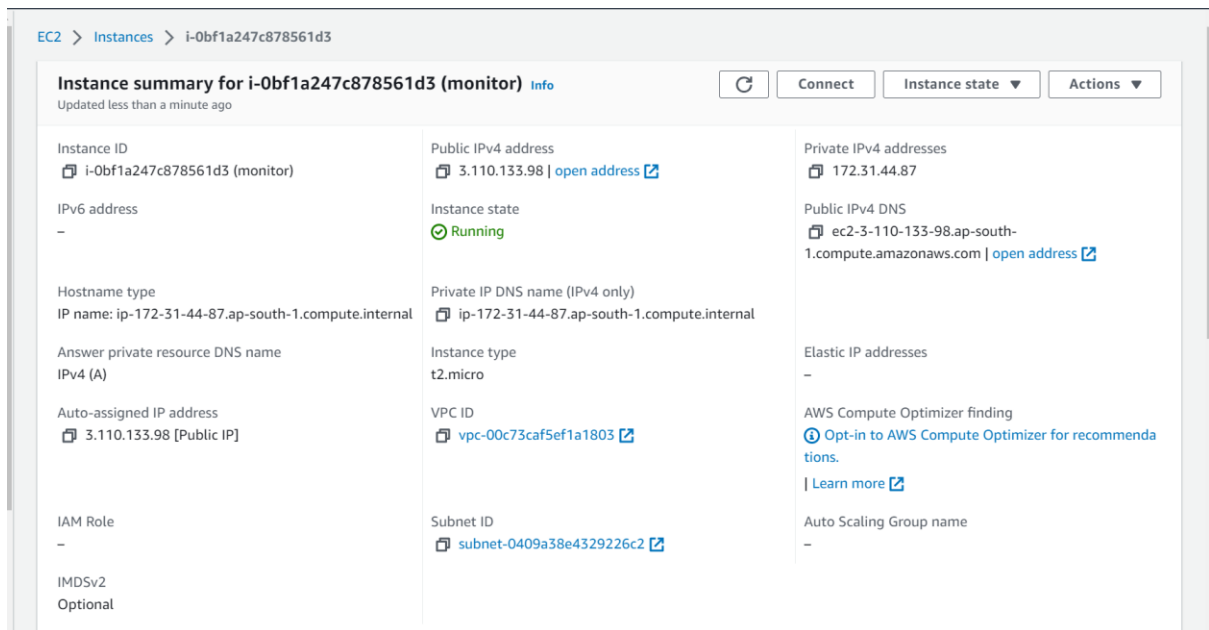 EC2 > Instances > i-0bf1a247c878561d3
Instance summary for i-0bf1a247c878561d3 (monitor) Info
Updated less than a minute ago
Connect
Instance state
Actions
Instance ID
i-0bf1a247c878561d3 (monitor)
Public IPv4 address
3.110.133.98 | open address
Private IPv4 addresses
172.31.44.87
IPv6 address
–
Instance state
Running
Public IPv4 DNS
ec2-3-110-133-98.ap-south-
1.compute.amazonaws.com | open address
Hostname type
IP name: ip-172-31-44-87.ap-south-1.compute.internal
Private IP DNS name (IPv4 only)
ip-172-31-44-87.ap-south-1.compute.internal
Answer private resource DNS name
IPv4 (A)
Instance type
t2.micro
Elastic IP addresses
–
Auto-assigned IP address
3.110.133.98 [Public IP]
VPC ID
vpc-00c73caf5ef1a1803
AWS Compute Optimizer finding
Opt-in to AWS Compute Optimizer for recommenda
tions.
| Learn more
IAM Role
–
Subnet ID
subnet-0409a38e4329226c2
Auto Scaling Group name
–
IMDSv2
Optional